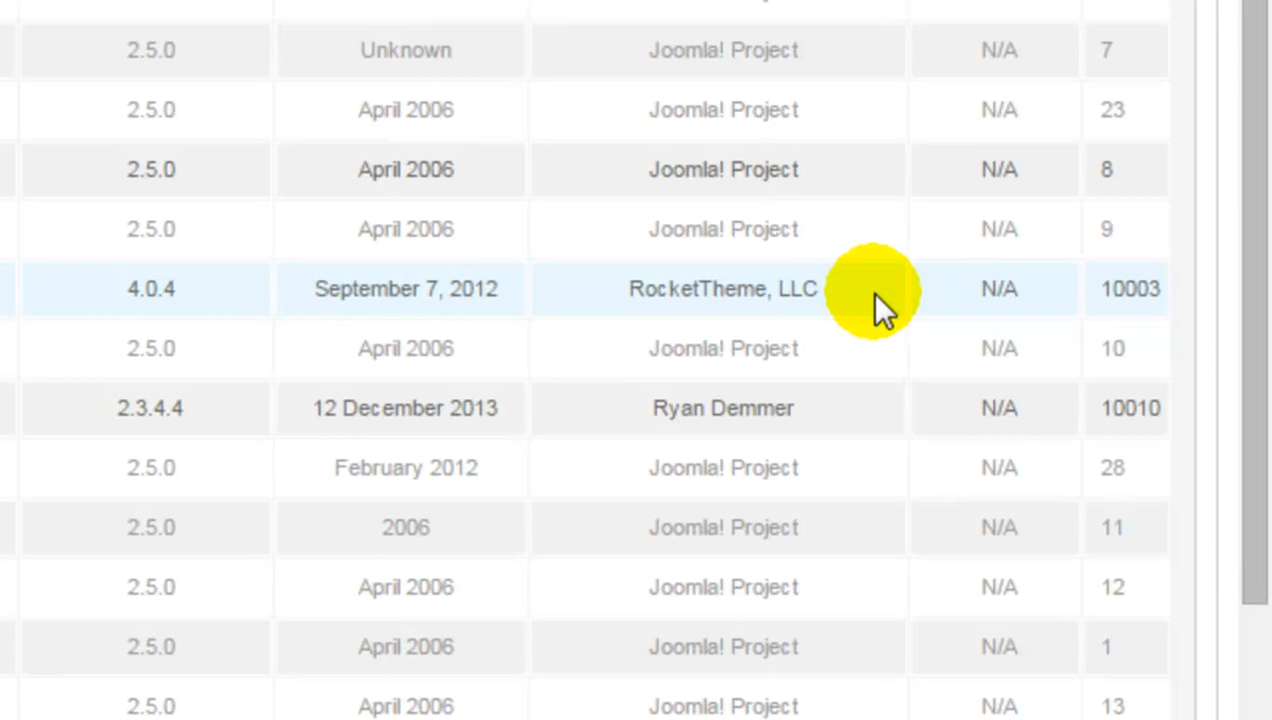 2.5.0 Unknown Joomla! Project N/A 7
2.5.0 April 2006 Joomla! Project N/A 23
2.5.0 April 2006 Joomla! Project N/A 8
2.5.0 April 2006 Joomla! Project N/A 9
4.0.4 September 7, 2012 RocketTheme, LLC N/A 10003
2.5.0 April 2006 Joomla! Project N/A 10
2.3.4.4 12 December 2013 Ryan Demmer N/A 10010
2.5.0 February 2012 Joomla! Project N/A 28
2.5.0 2006 Joomla! Project N/A 11
2.5.0 April 2006 Joomla! Project N/A 12
2.5.0 April 2006 Joomla! Project N/A 1
2.5.0 April 2006 Joomla! Project N/A 13